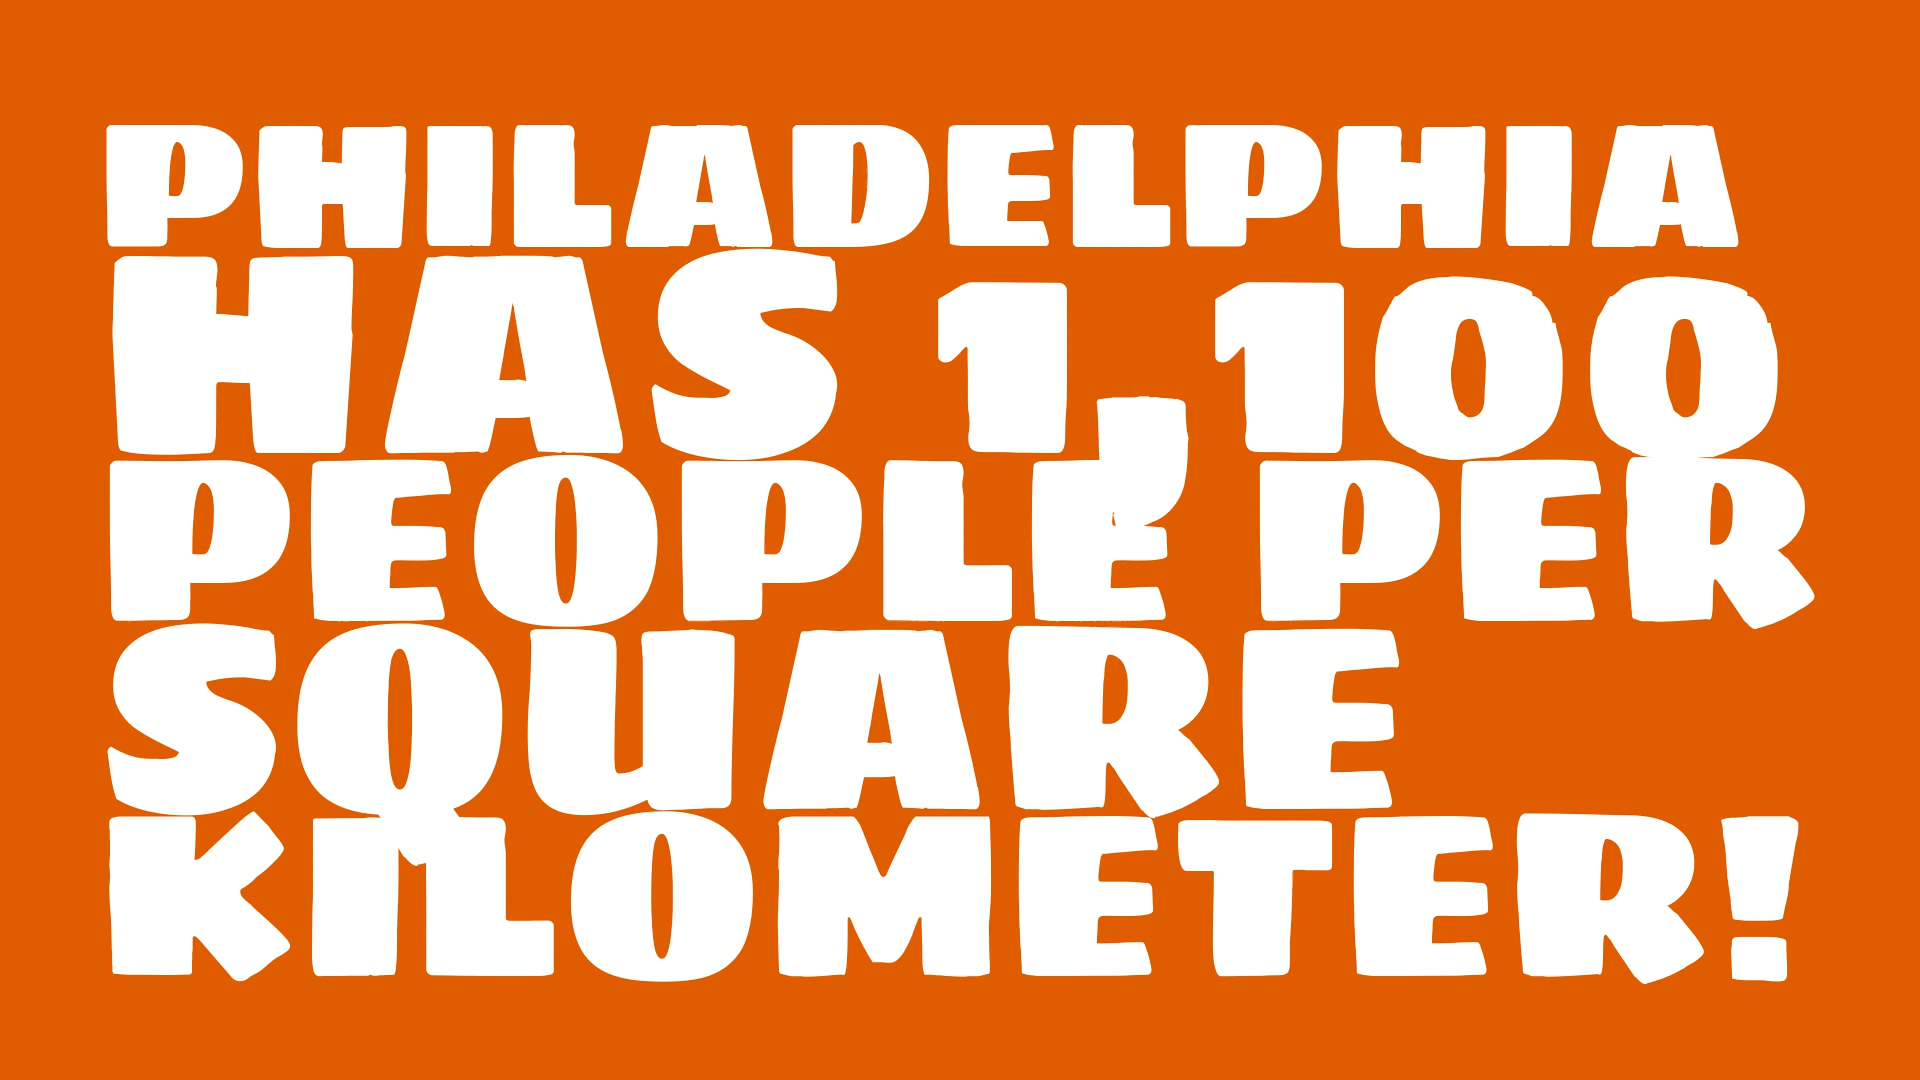 PHILADELPHIA
HAS 1,100
PEOPLE PER
SQUARE
KILOMETER!